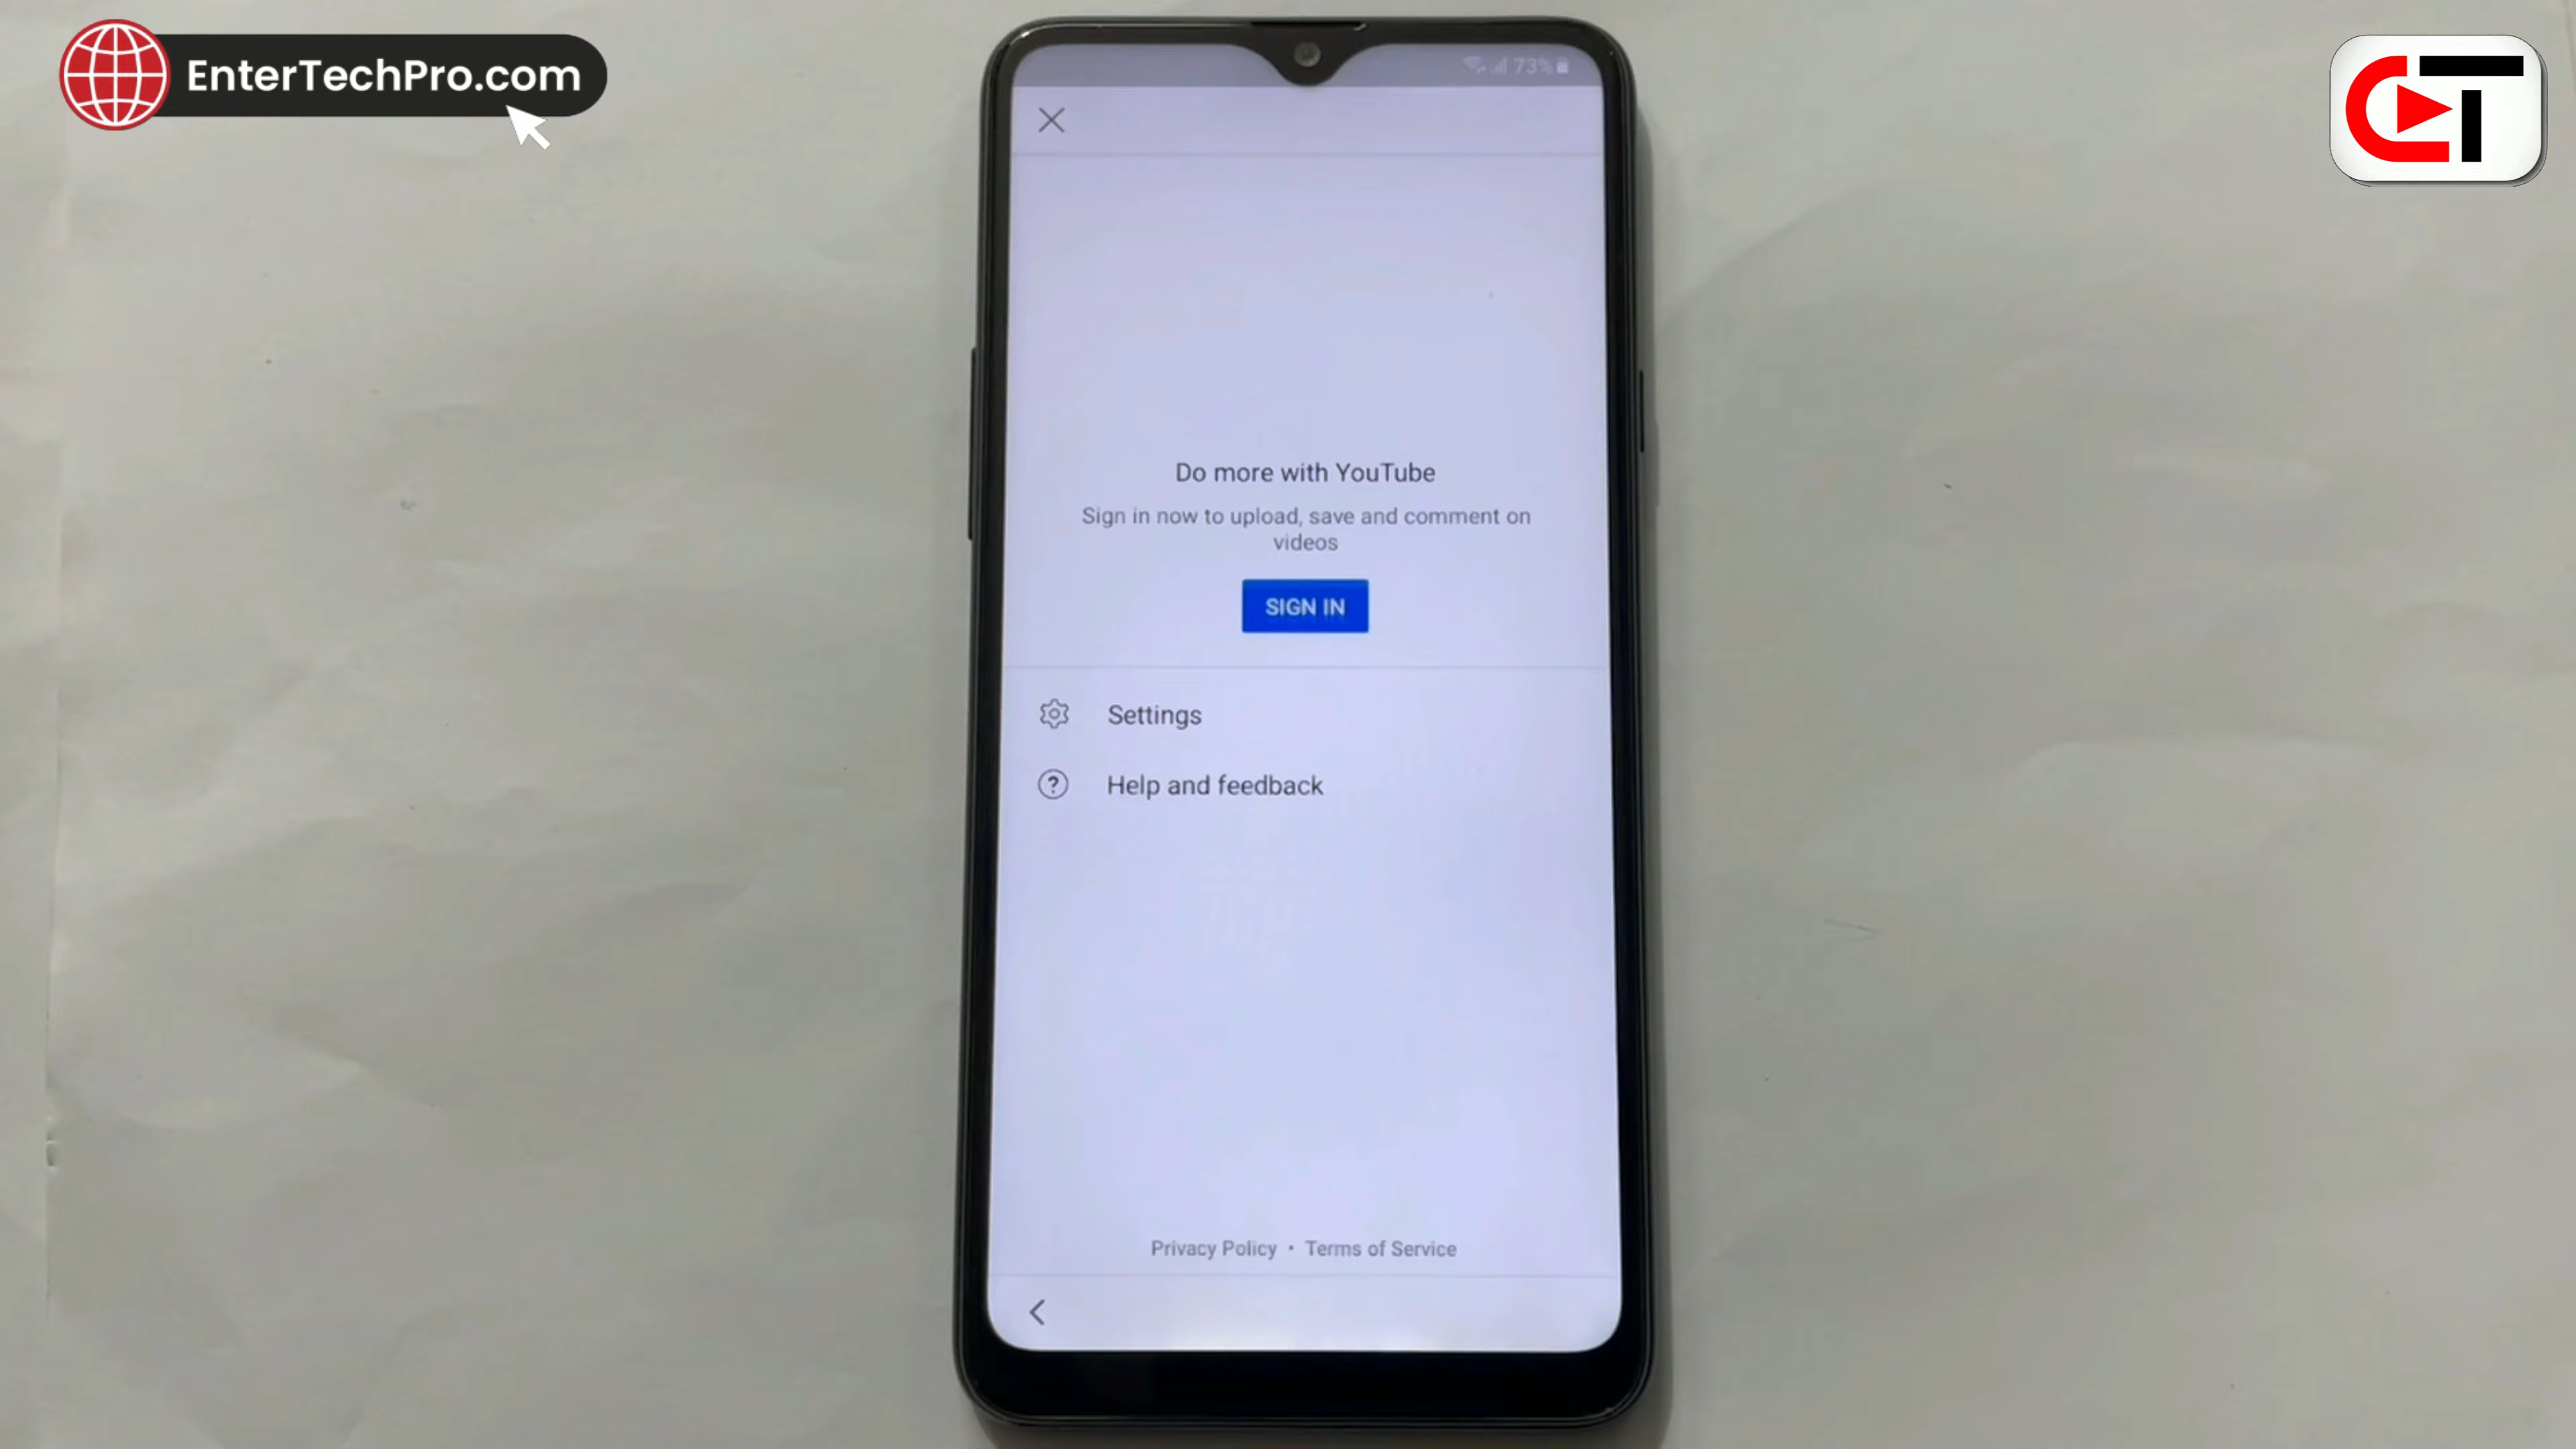 EnterTechPro.com
CT
73%
Do more with YouTube
Sign in now to upload, save and comment on
videos
SIGN IN
Settings
Help and feedback
Privacy Policy • Terms of Service